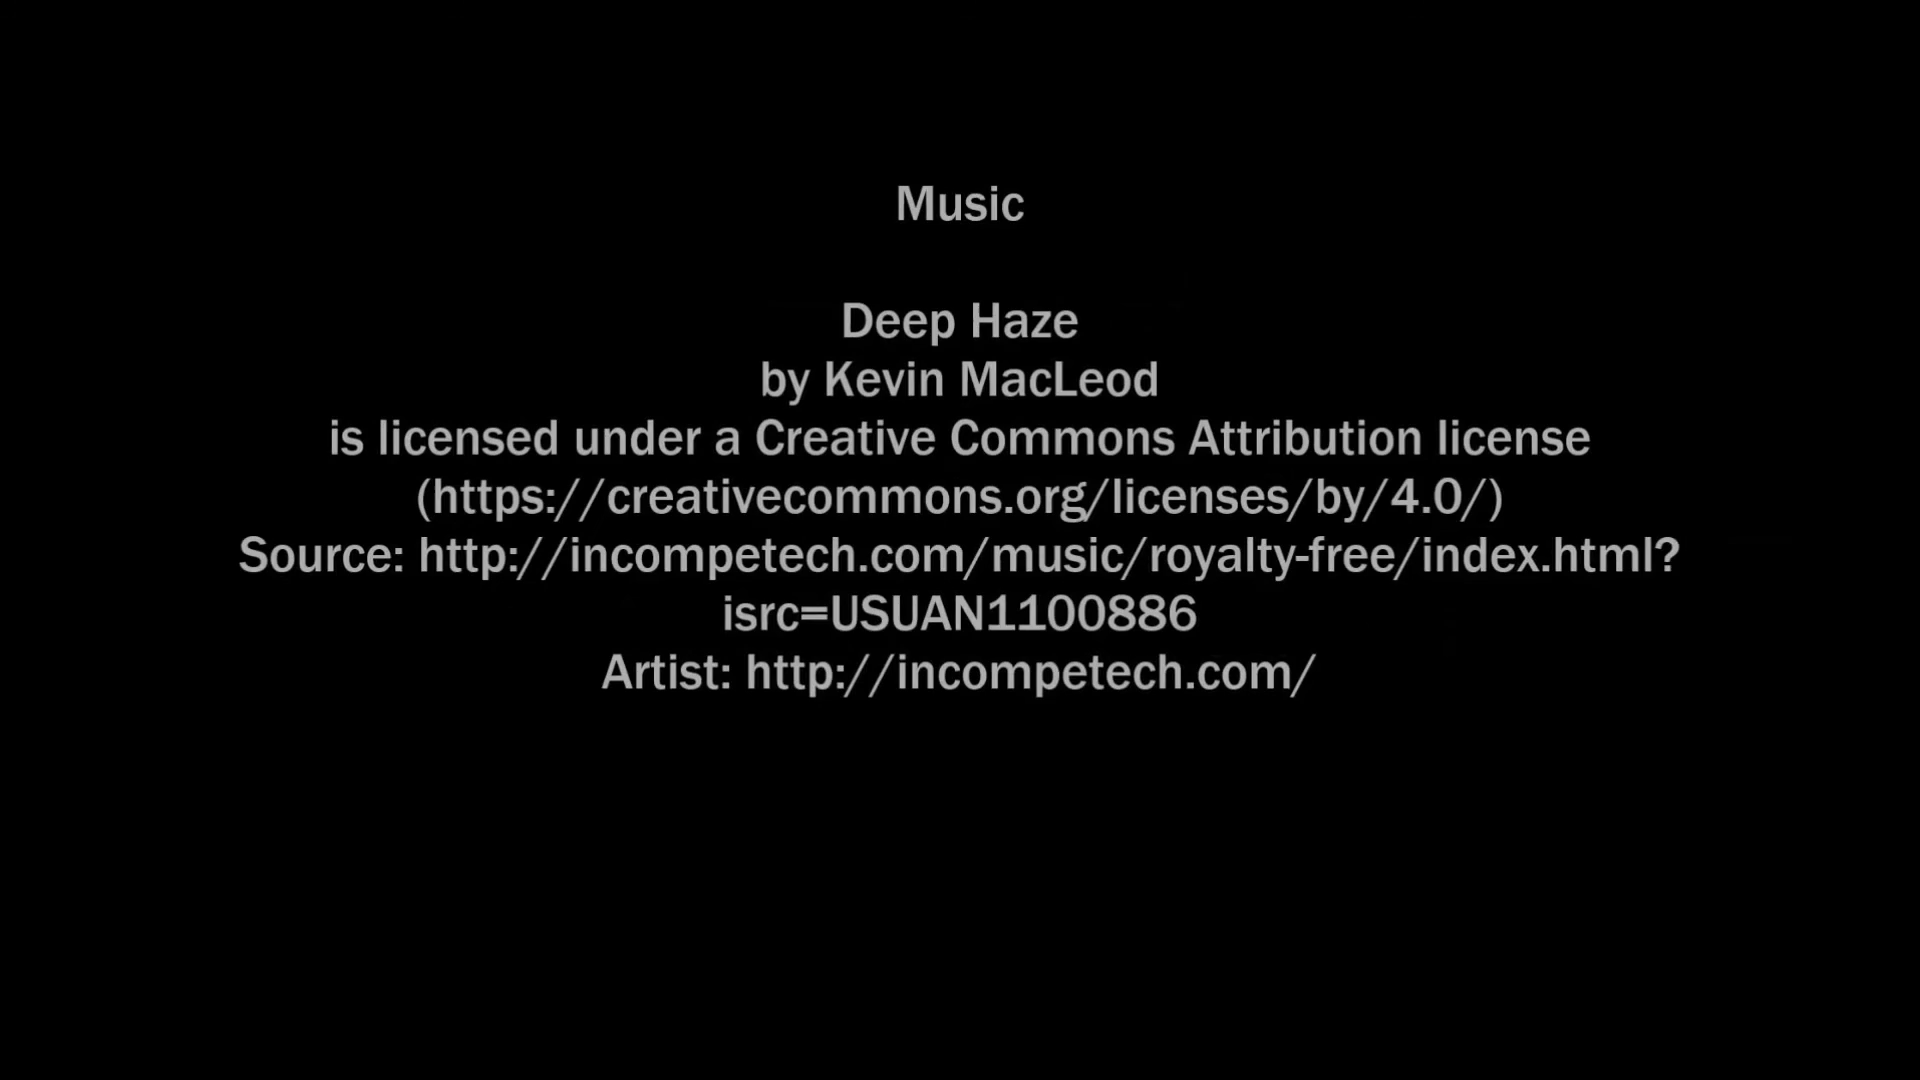 Music
Deep Haze
by Kevin MacLeod
is licensed under a Creative Commons Attribution license
(https://creativecommons.org/licenses/by/4.0/)
Source: http://incompetech.com/music/royalty-free/index.html?
isrc=USUAN1100886
Artist: http://incompetech.com/